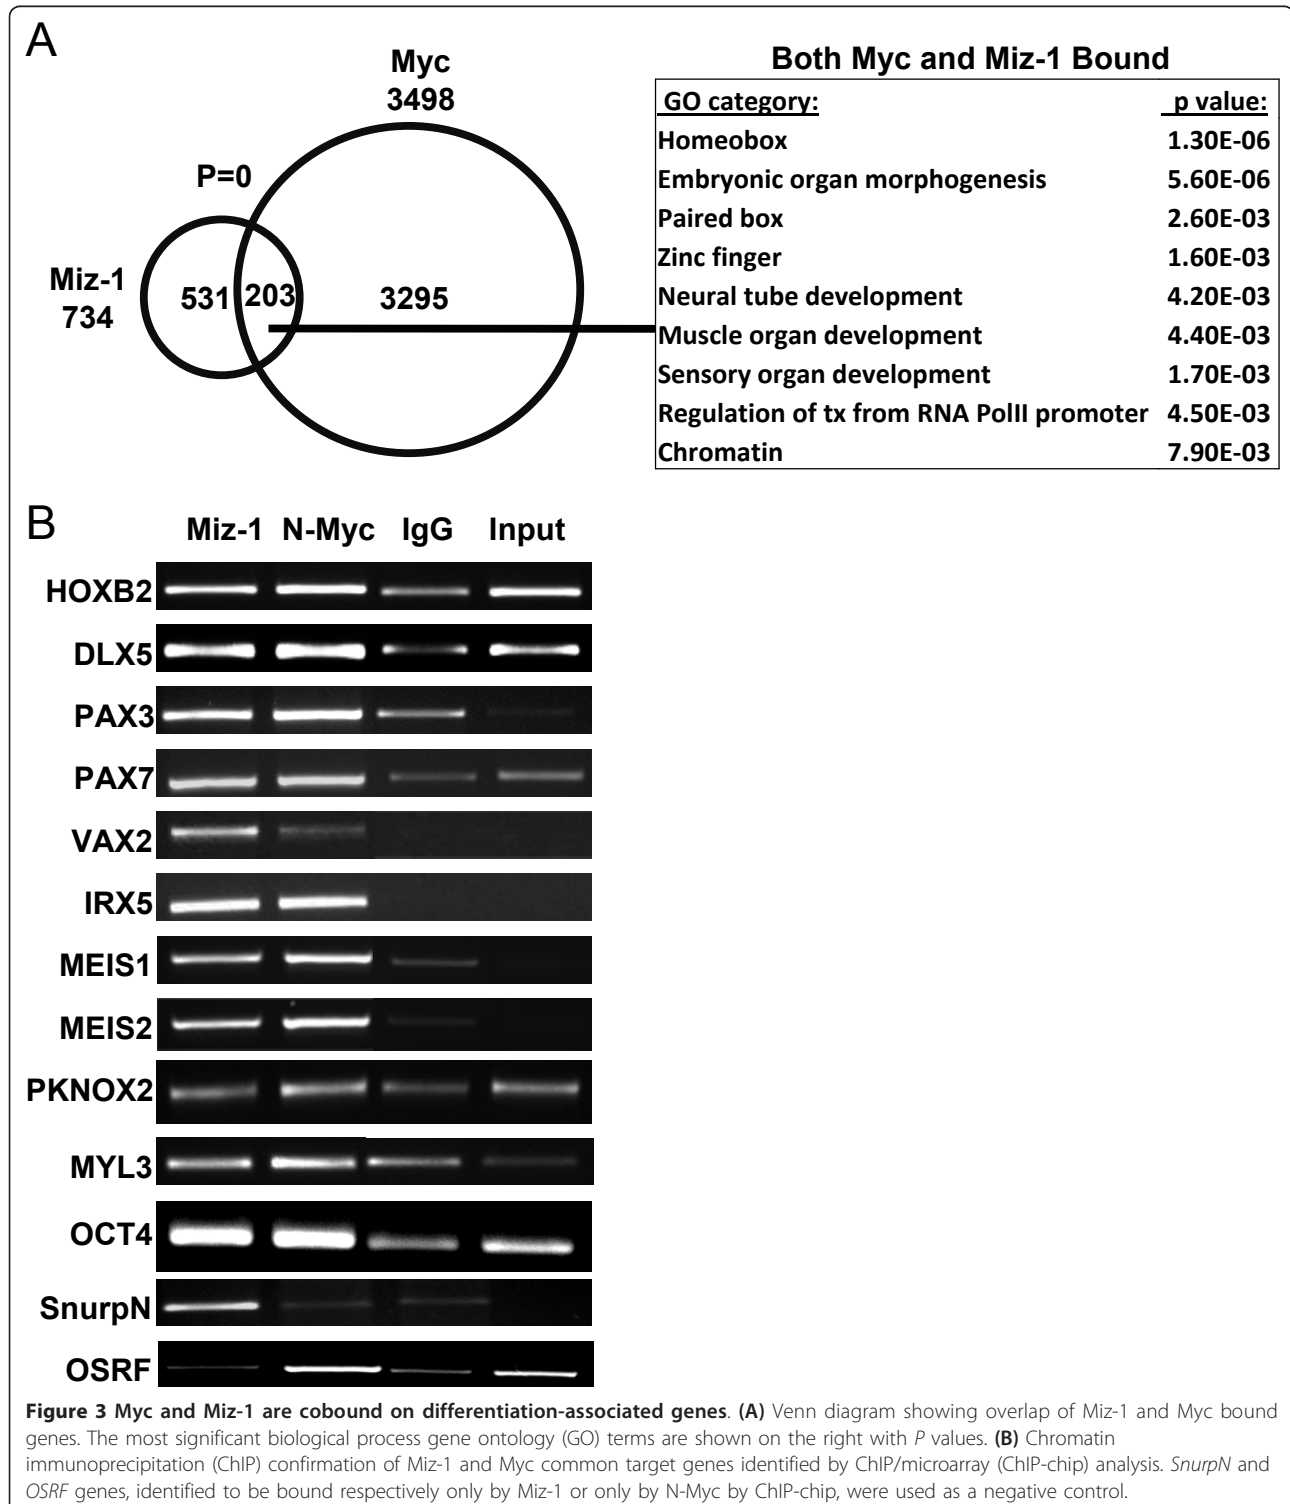 A
Myc
3498
P=0
Miz-1
734
531
203
3295
Both Myc and Miz-1 Bound
GO category: p value:
Homeobox 1.30E-06
Embryonic organ morphogenesis 5.60E-06
Paired box 2.60E-03
Zinc finger 1.60E-03
Neural tube development 4.20E-03
Muscle organ development 4.40E-03
Sensory organ development 1.70E-03
Regulation of tx from RNA PolII promoter 4.50E-03
Chromatin 7.90E-03
B
Miz-1 N-Myc IgG Input
HOXB2
DLX5
PAX3
PAX7
VAX2
IRX5
MEIS1
MEIS2
PKNOX2
MYL3
OCT4
SnurpN
OSRF
Figure 3 Myc and Miz-1 are cobound on differentiation-associated genes. (A) Venn diagram showing overlap of Miz-1 and Myc bound
genes. The most significant biological process gene ontology (GO) terms are shown on the right with P values. (B) Chromatin
immunoprecipitation (ChIP) confirmation of Miz-1 and Myc common target genes identified by ChIP/microarray (ChIP-chip) analysis. SnurpN and
OSRF genes, identified to be bound respectively only by Miz-1 or only by N-Myc by ChIP-chip, were used as a negative control.